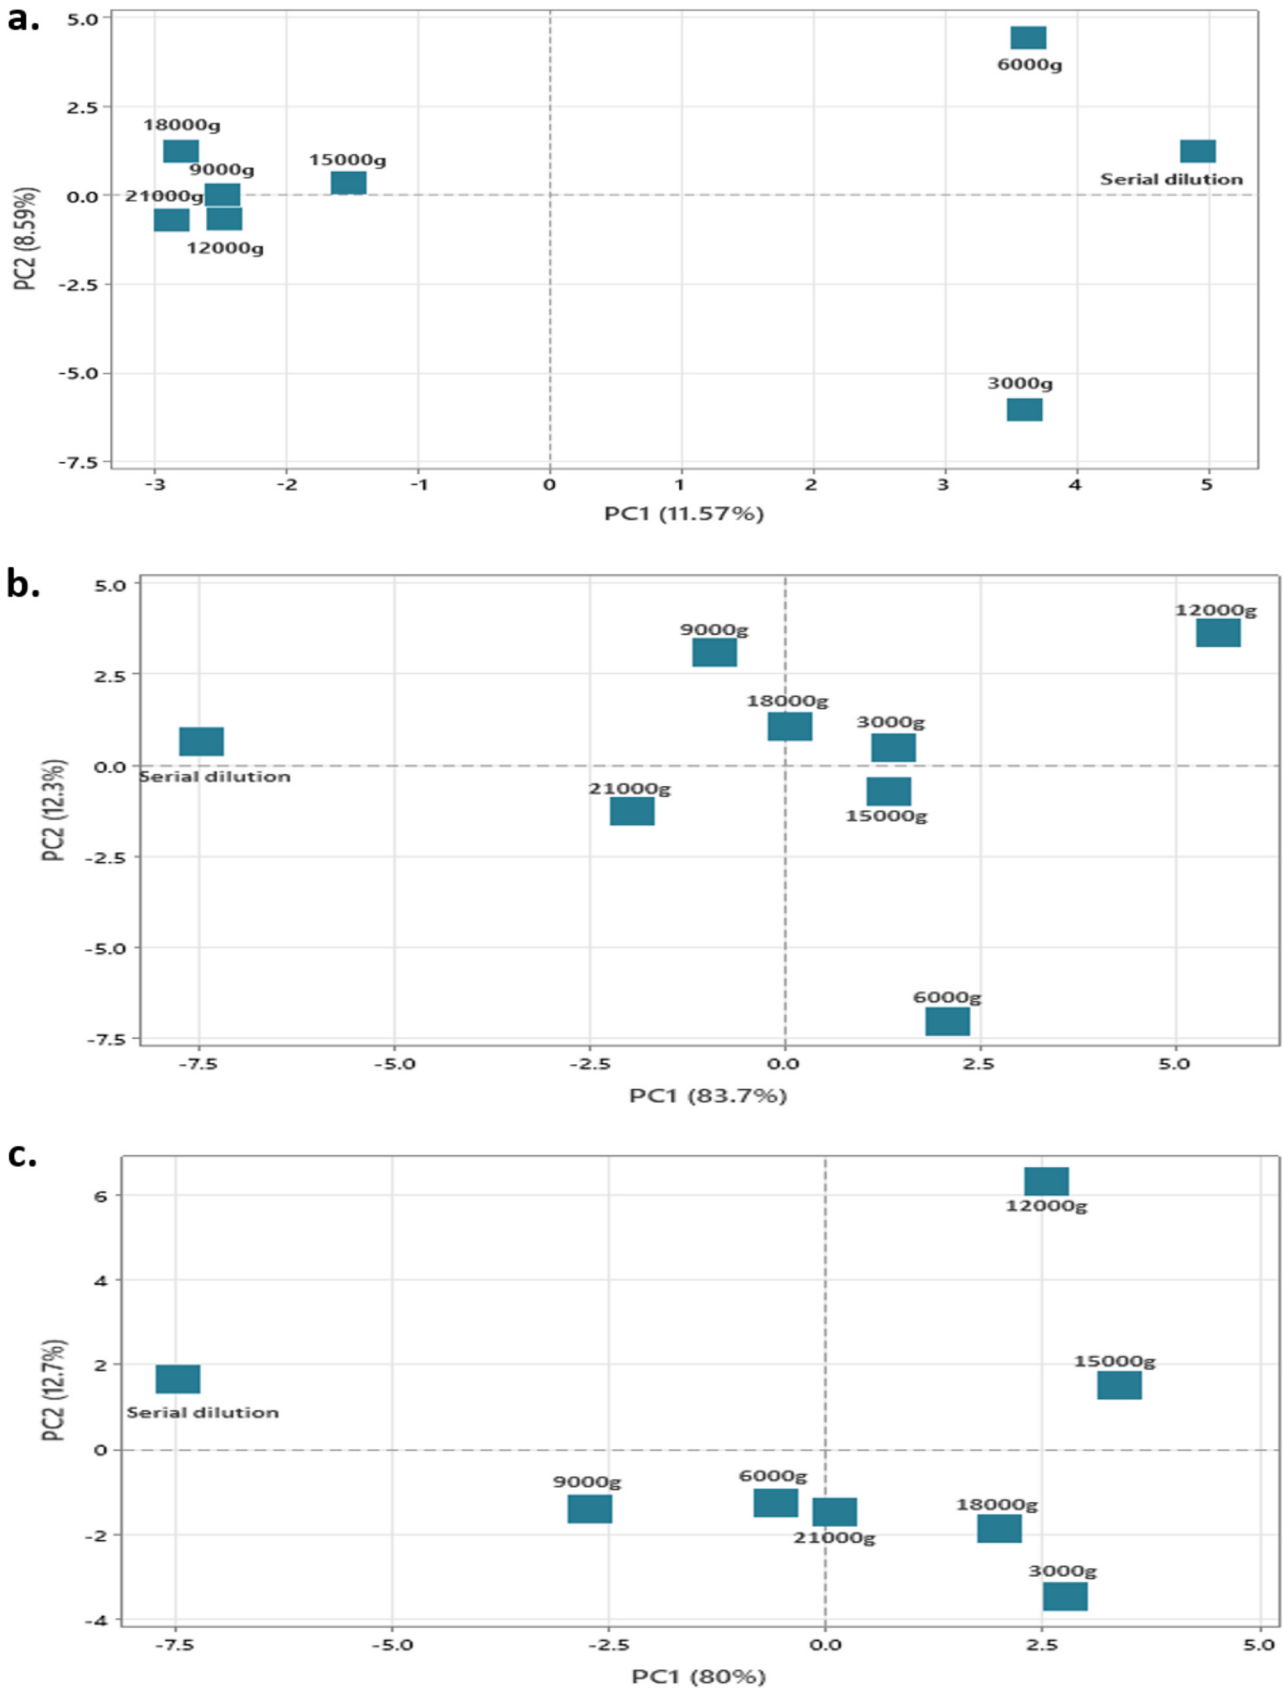 a.
5.0
6000g
2.5
18000g
15000g
9000g
Serial dilution
0.0
21000g
12000g
PC2 (8.59%)
-2.5
-5.0
3000g
-7.5
-3 -2 -1 0 1 2 3 4 5
PC1 (11.57%)
b.
5.0
12000g
9000g
2.5
18000g
3000g
0.0
Serial dilution
21000g
15000g
PC2 (12.3%)
-2.5
-5.0
6000g
-7.5
-7.5 -5.0 -2.5 0.0 2.5 5.0
PC1 (83.7%)
c.
6
12000g
4
2
15000g
Serial dilution
PC2 (12.7%)
0
9000g
6000g
18000g
-2
21000g
3000g
-4
-7.5 -5.0 -2.5 0.0 2.5 5.0
PC1 (80%)